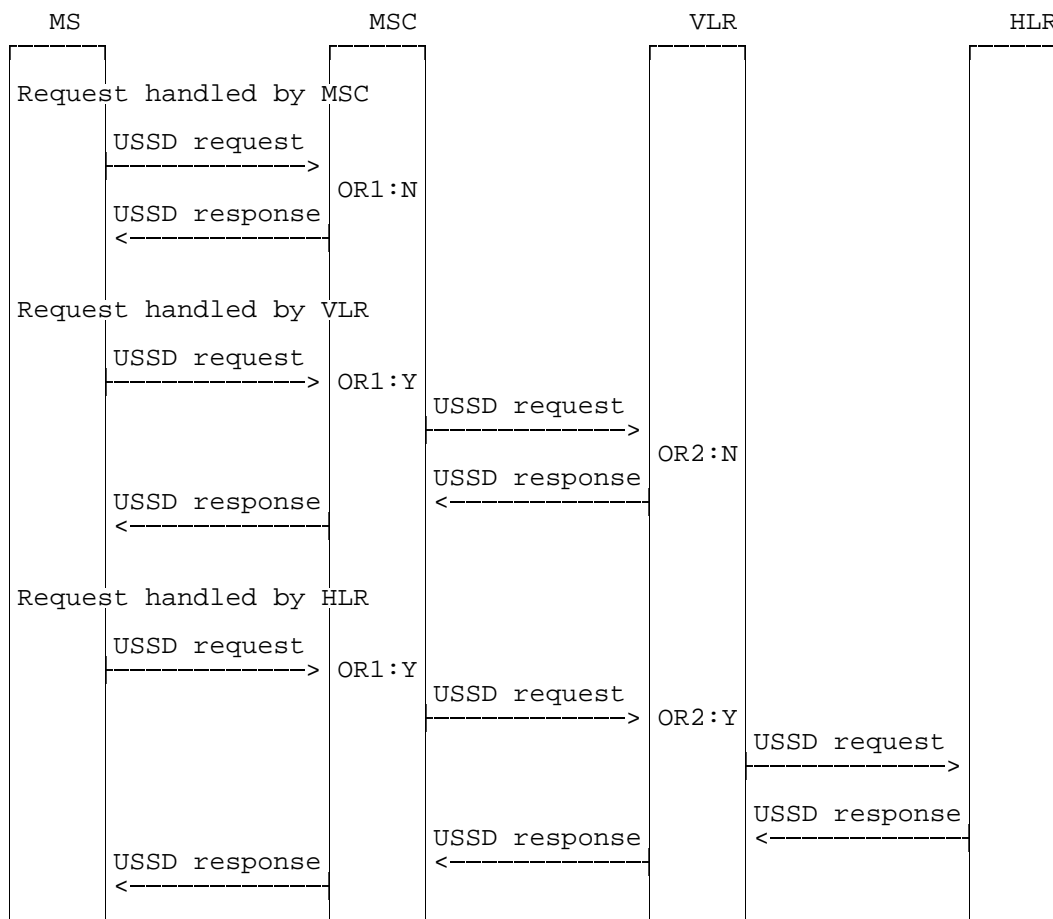 MS MSC VLR HLR
Request handled by MSC
USSD request
OR1:N
USSD response
Request handled by VLR
USSD request
OR1:Y
USSD request
OR2:N
USSD response
USSD response
Request handled by HLR
USSD request
OR1:Y
USSD request
OR2:Y
USSD request
USSD response
USSD response
USSD response